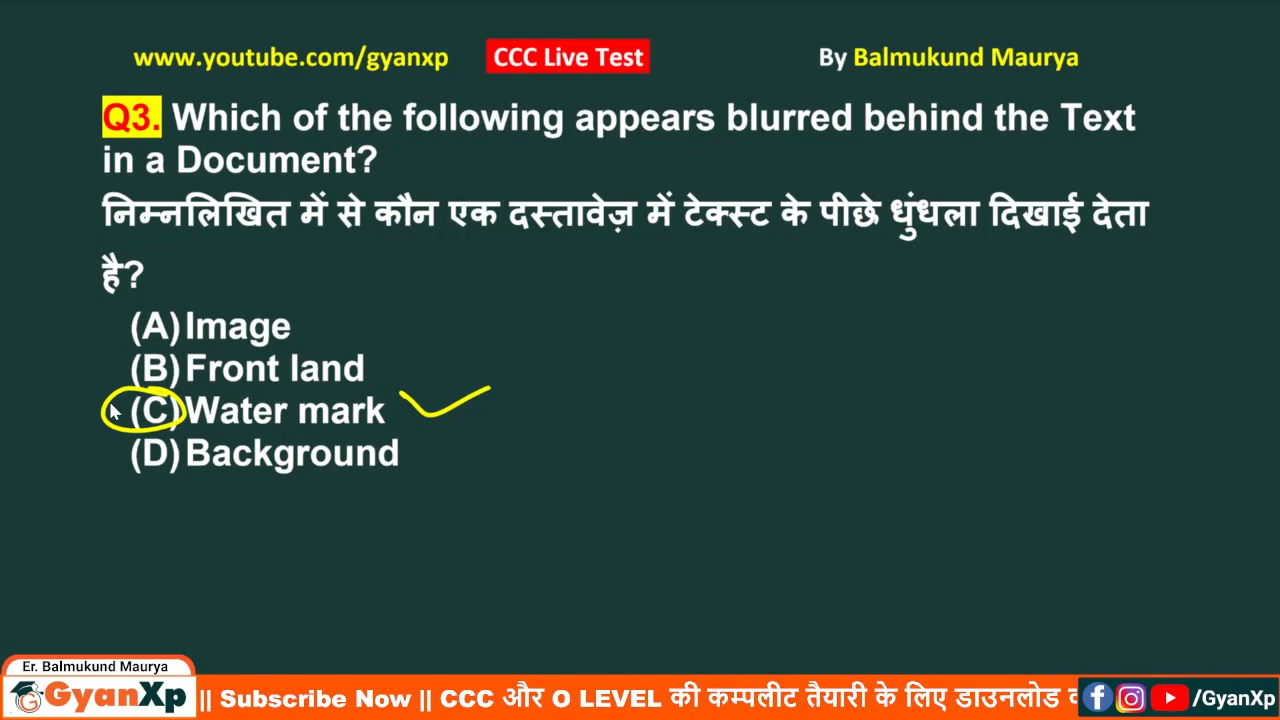 www.youtube.com/gyanxp CCC Live Test By Balmukund Maurya
Q3. Which of the following appears blurred behind the Text
in a Document?
निम्नलिखित में से कौन एक दस्तावेज़ में टेक्स्ट के पीछे धुंधला दिखाई देता
है?
(A) Image
(B) Front land
(C) Water mark
(D) Background
Er. Balmukund Maurya
GyanXp || Subscribe Now || CCC और O LEVEL की कम्पलीट तैयारी के लिए डाउनलोड /GyanXp